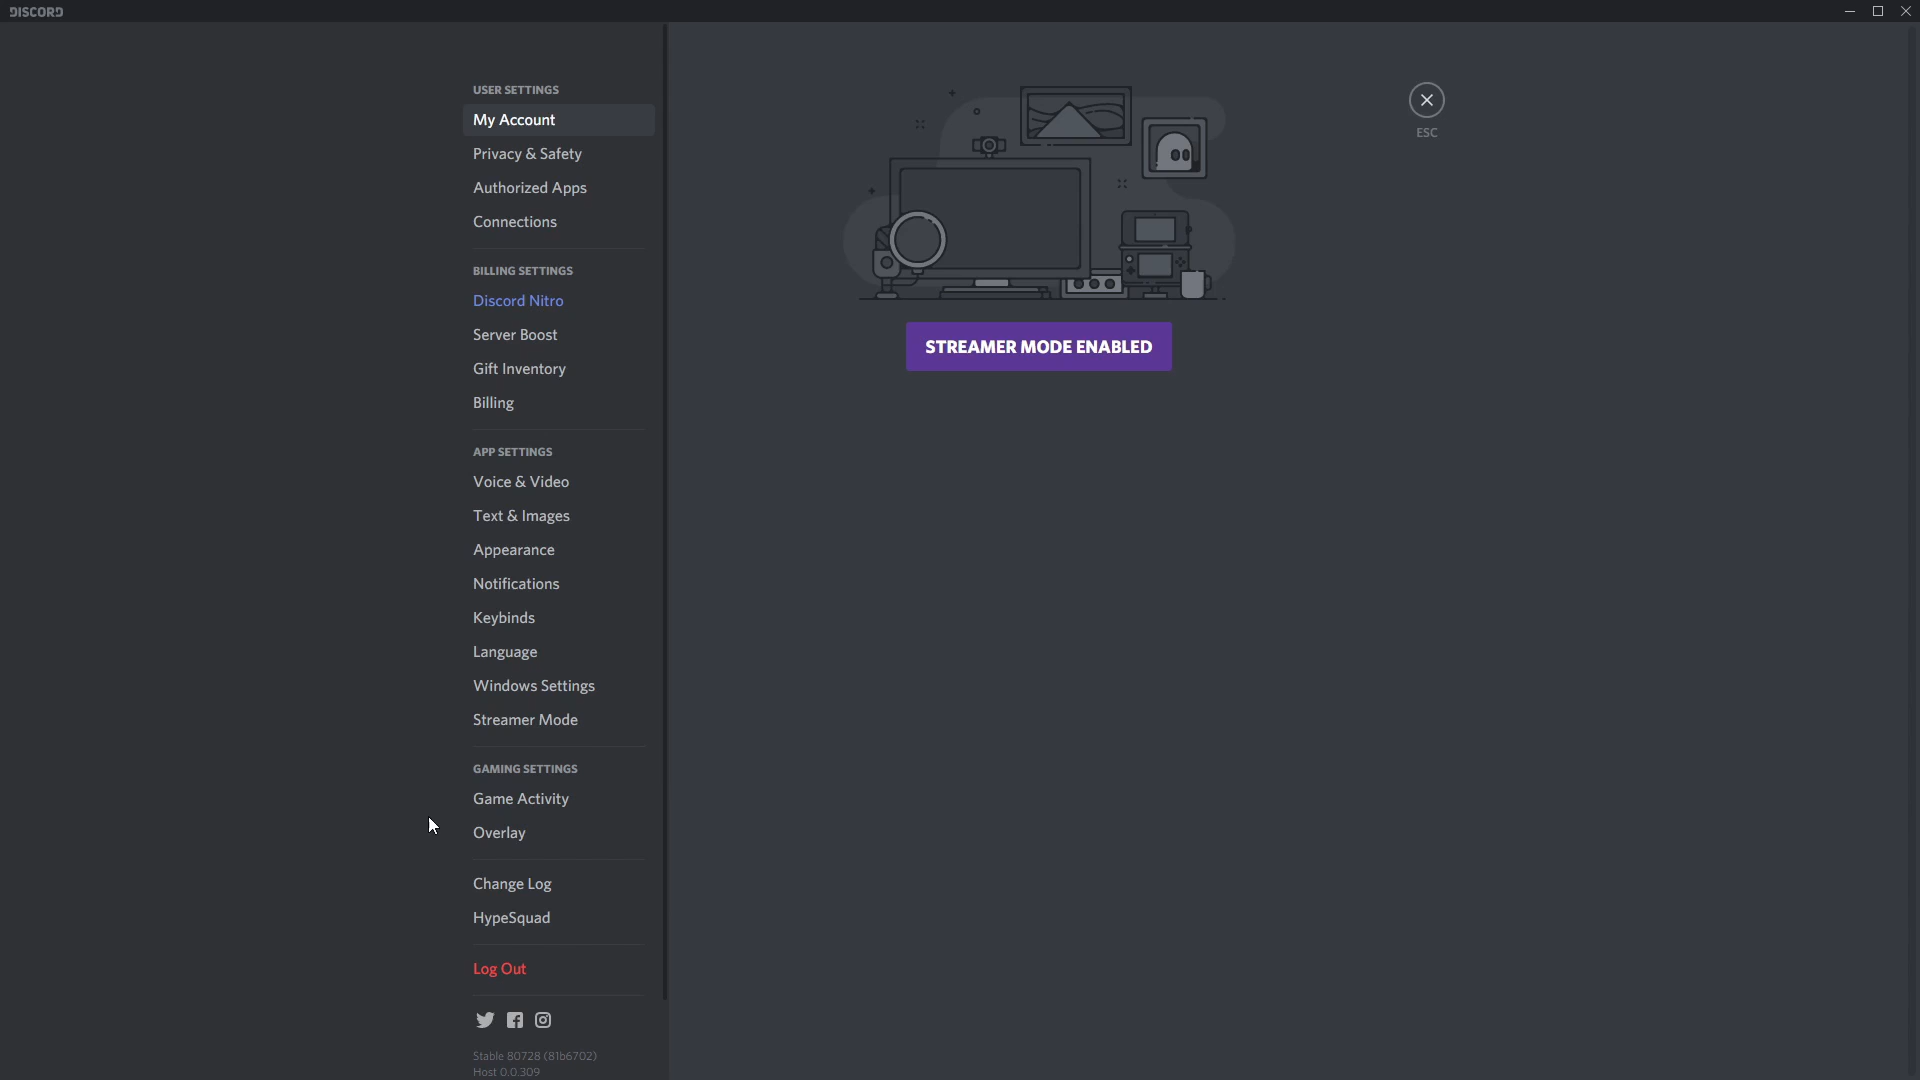 DISCORD
USER SETTINGS
My Account
Privacy & Safety
Authorized Apps
Connections
BILLING SETTINGS
Discord Nitro
Server Boost
Gift Inventory
Billing
APP SETTINGS
Voice & Video
Text & Images
Appearance
Notifications
Keybinds
Language
Windows Settings
Streamer Mode
GAMING SETTINGS
Game Activity
Overlay
Change Log
HypeSquad
Log Out
Stable 80728 (81b6702)
Host 0.0.309
STREAMER MODE ENABLED
ESC